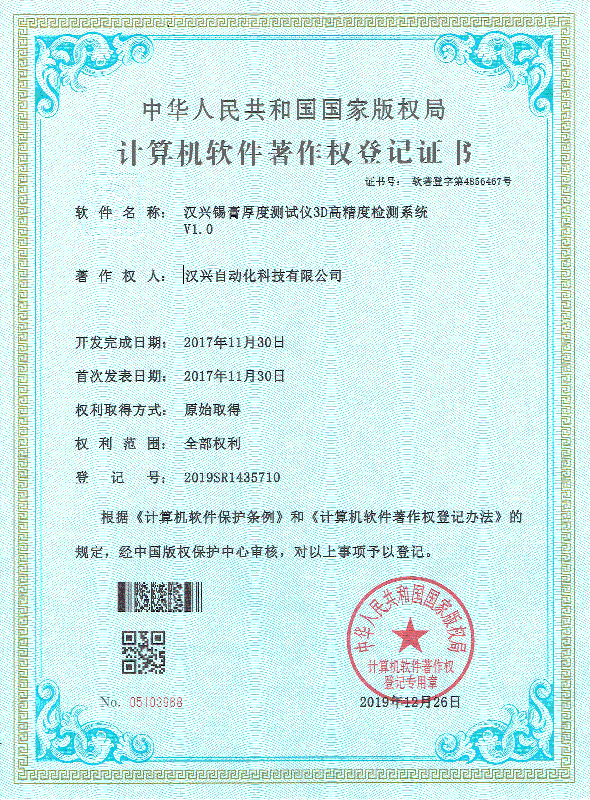 中华人民共和国国家版权局
计算机软件著作权登记证书
证书号： 软著登字第4856467号
软件名称： 汉兴锡膏厚度测试仪3D高精度检测系统
V1.0
著作权人： 汉兴自动化科技有限公司
开发完成日期： 2017年11月30日
首次发表日期： 2017年11月30日
权利取得方式： 原始取得
权利范围： 全部权利
登记号： 2019SR1435710
根据《计算机软件保护条例》和《计算机软件著作权登记办法》的
规定，经中国版权保护中心审核，对以上事项予以登记。
中华人民共和国国家版权局
计算机软件著作权
登记专用章
No. 05103988
2019年12月26日